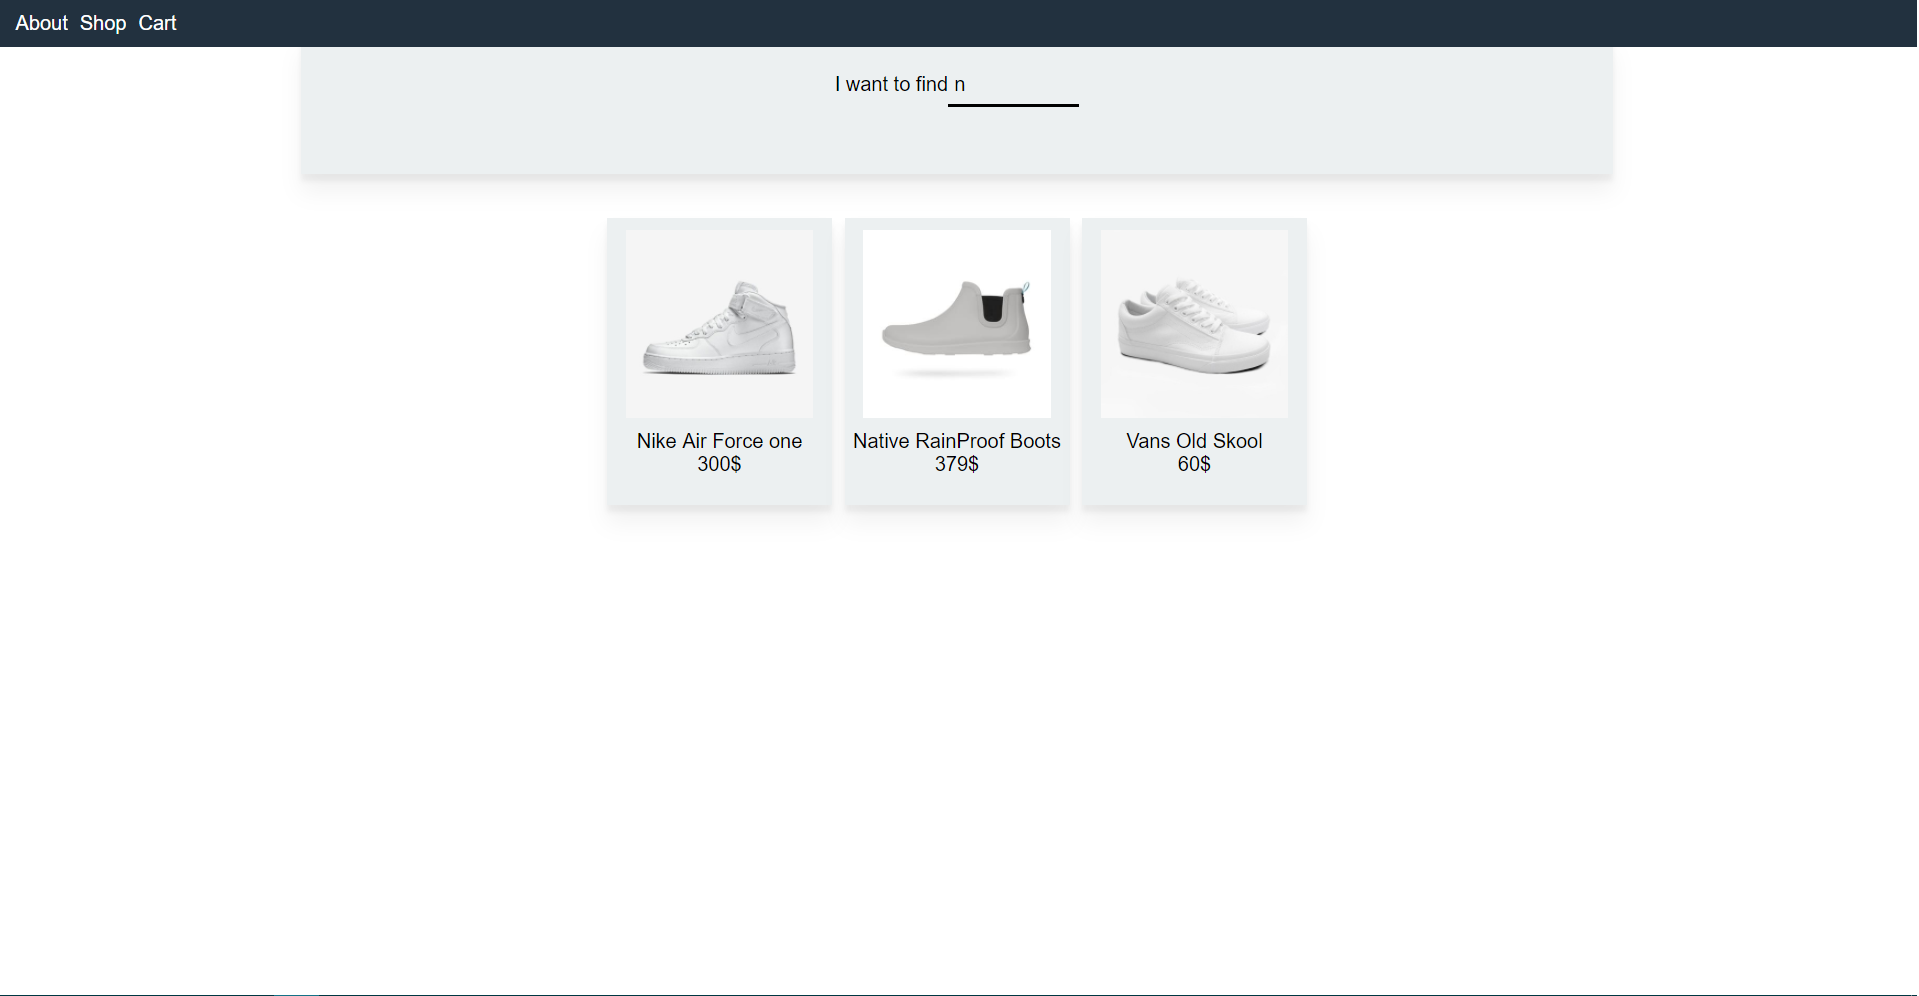 About Shop Cart
I want to find n
Nike Air Force one
300$
Native RainProof Boots
379$
Vans Old Skool
60$